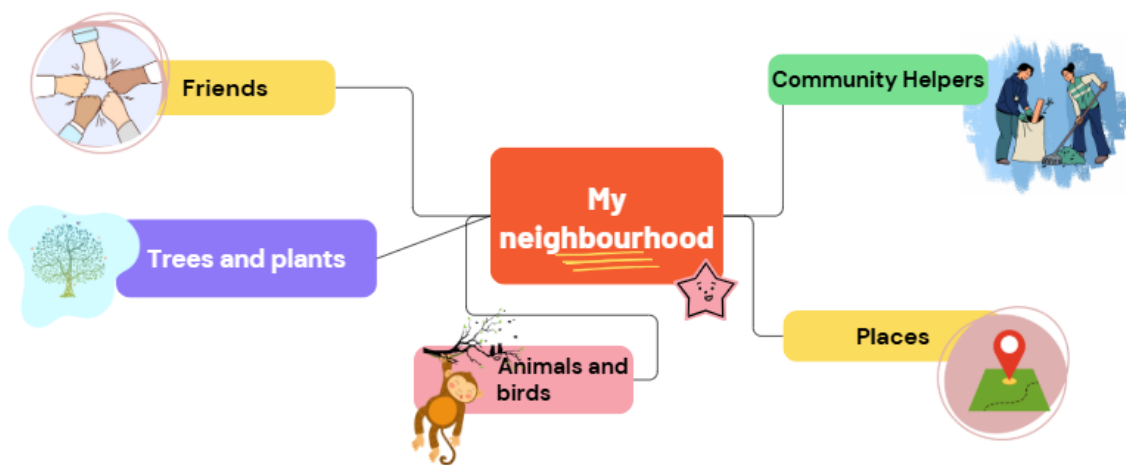 Friends
Community Helpers
My
neighbourhood
Trees and plants
Places
Animals and
birds